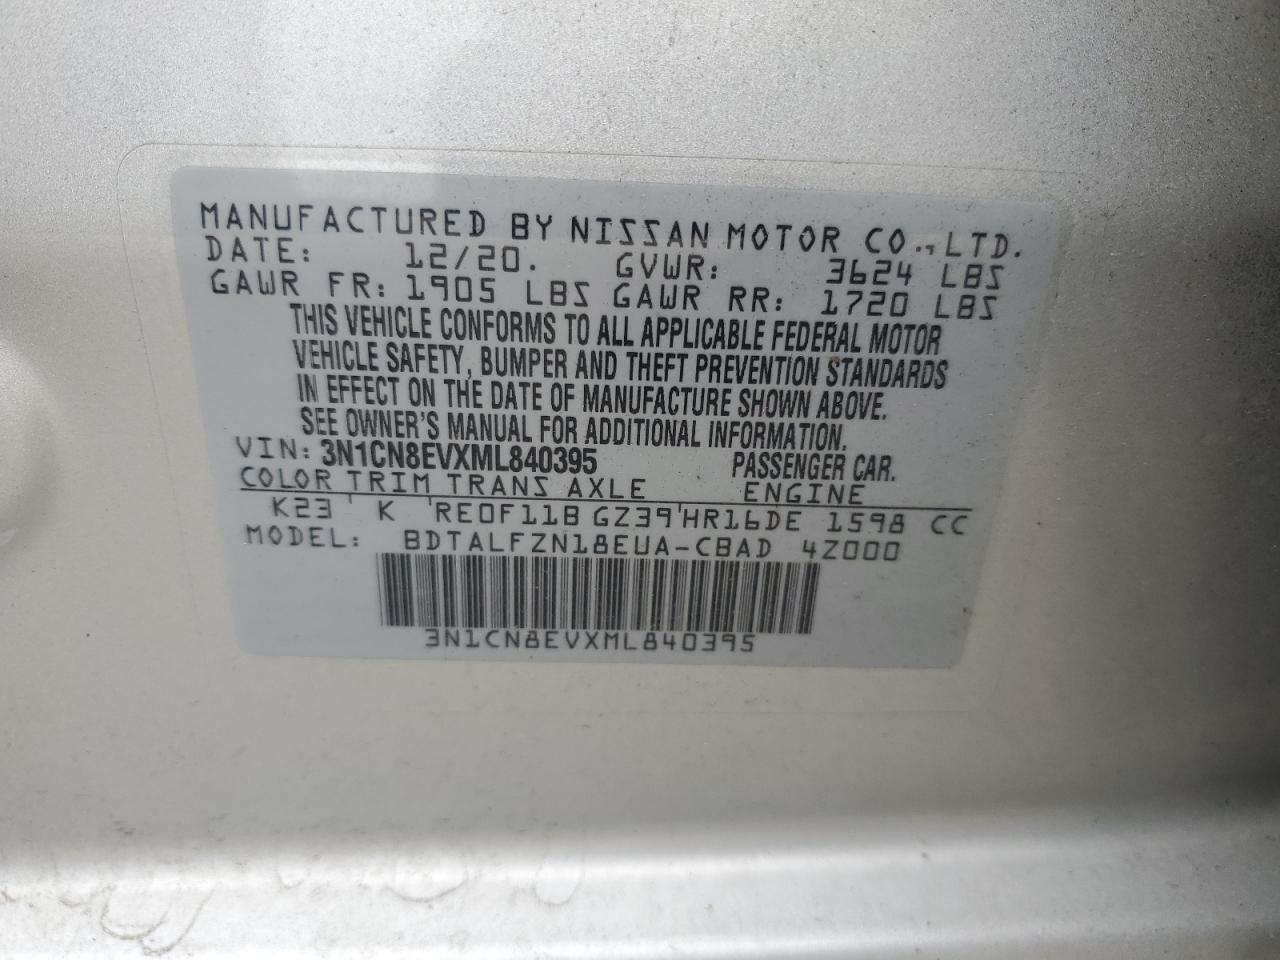 MANUFACTURED BY NISSAN MOTOR CO., LTD.
DATE: 12/20. GVWR: 3624 LBS
GAWR FR: 1905 LBS GAWR RR: 1720 LBS
THIS VEHICLE CONFORMS TO ALL APPLICABLE FEDERAL MOTOR
VEHICLE SAFETY, BUMPER AND THEFT PREVENTION STANDARDS
IN EFFECT ON THE DATE OF MANUFACTURE SHOWN ABOVE.
SEE OWNER'S MANUAL FOR ADDITIONAL INFORMATION.
VIN: 3N1CN8EVXML840395 PASSENGER CAR.
COLOR TRIM TRANS AXLE ENGINE
K23 K RE0F11B GZ39 HR16DE 1598 CC
MODEL: BDTALFZN18EUA-CBAD 4Z000
3N1CN8EVXML840395